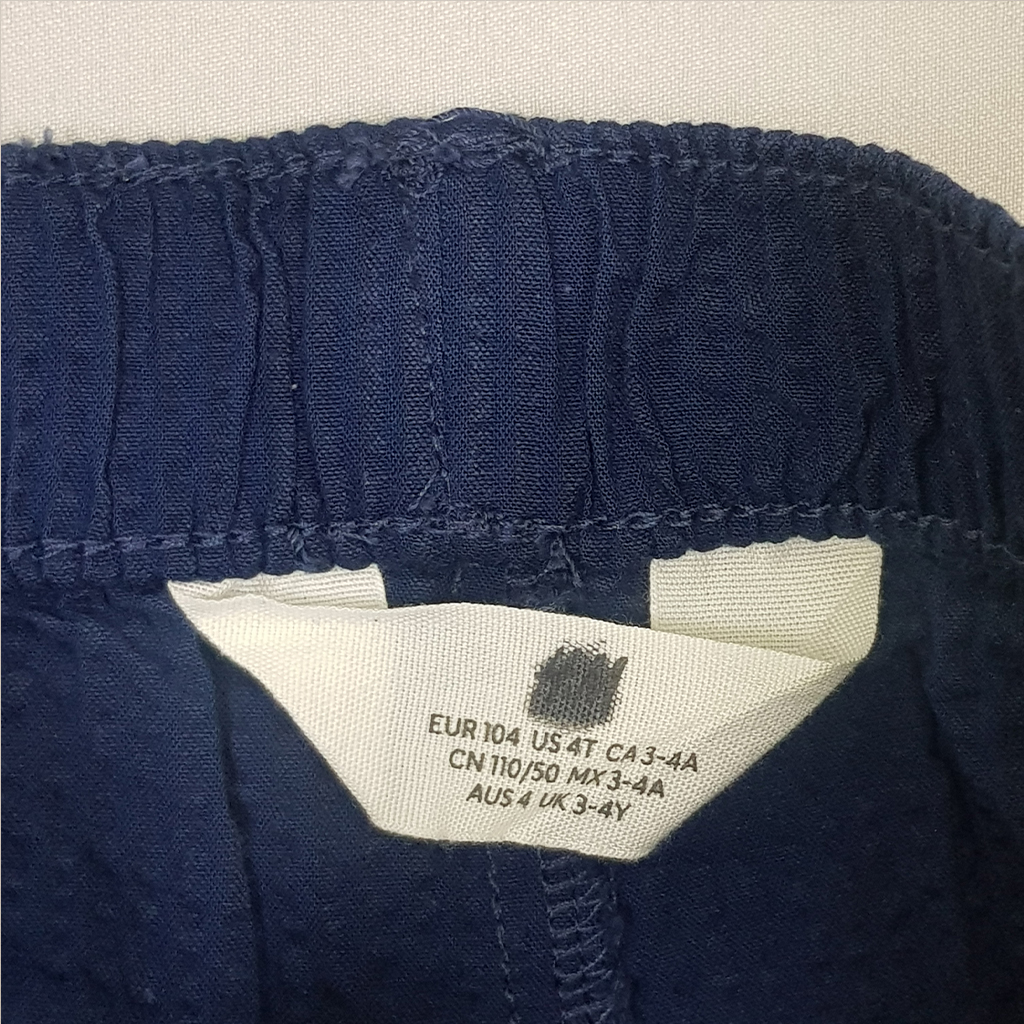 EUR 104 US 4T CA 3-4A
CN 110/50 MX 3-4A
AUS 4 UK 3-4Y